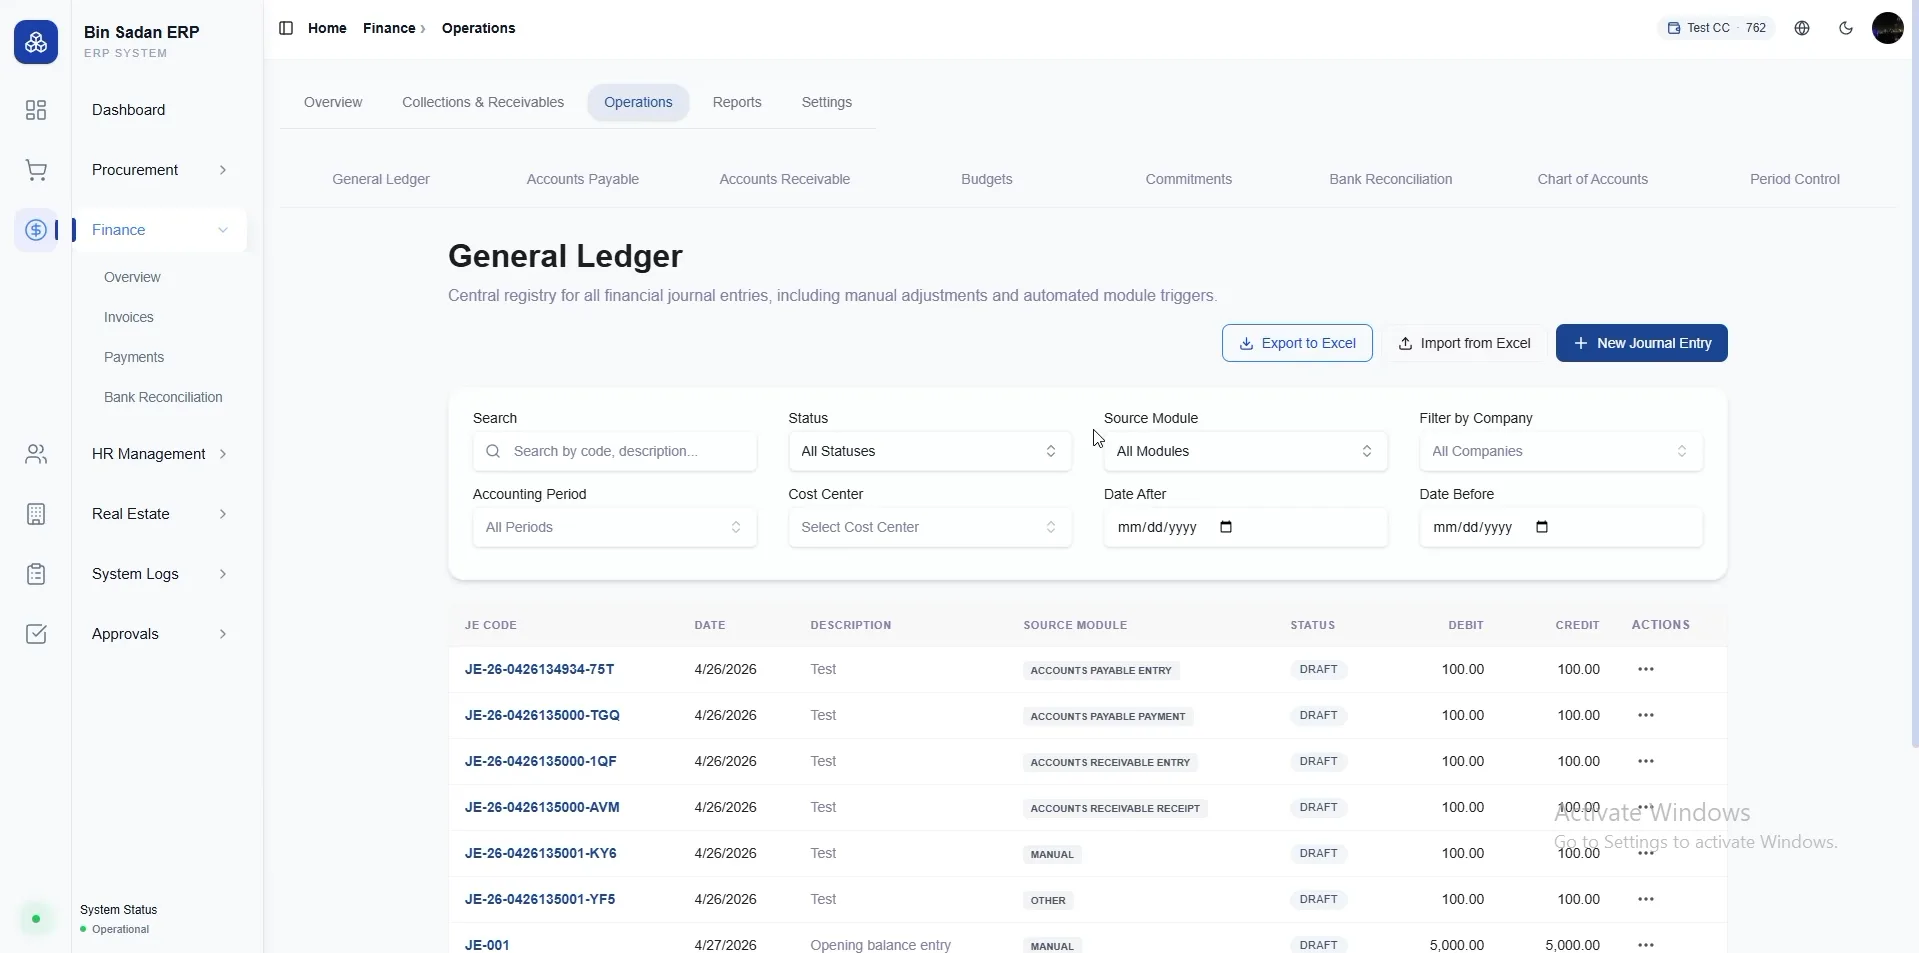 Bin Sadan ERP
ERP SYSTEM
Home Finance › Operations
Test CC · 762
Dashboard
Procurement
Finance
Overview
Invoices
Payments
Bank Reconciliation
HR Management
Real Estate
System Logs
Approvals
System Status
Operational
Overview Collections & Receivables Operations Reports Settings
General Ledger Accounts Payable Accounts Receivable Budgets Commitments Bank Reconciliation Chart of Accounts Period Control
General Ledger
Central registry for all financial journal entries, including manual adjustments and automated module triggers.
Export to Excel Import from Excel + New Journal Entry
Search Status Source Module Filter by Company
Search by code, description... All Statuses All Modules All Companies
Accounting Period Cost Center Date After Date Before
All Periods Select Cost Center mm/dd/yyyy mm/dd/yyyy
JE CODE DATE DESCRIPTION SOURCE MODULE STATUS DEBIT CREDIT ACTIONS
JE-26-0426134934-75T 4/26/2026 Test ACCOUNTS PAYABLE ENTRY DRAFT 100.00 100.00 ···
JE-26-0426135000-TGQ 4/26/2026 Test ACCOUNTS PAYABLE PAYMENT DRAFT 100.00 100.00 ···
JE-26-0426135000-1QF 4/26/2026 Test ACCOUNTS RECEIVABLE ENTRY DRAFT 100.00 100.00 ···
JE-26-0426135000-AVM 4/26/2026 Test ACCOUNTS RECEIVABLE RECEIPT DRAFT 100.00 100.00 ···
JE-26-0426135001-KY6 4/26/2026 Test MANUAL DRAFT 100.00 100.00 ···
JE-26-0426135001-YF5 4/26/2026 Test OTHER DRAFT 100.00 100.00 ···
JE-001 4/27/2026 Opening balance entry MANUAL DRAFT 5,000.00 5,000.00 ···
Activate Windows
Go to Settings to activate Windows.